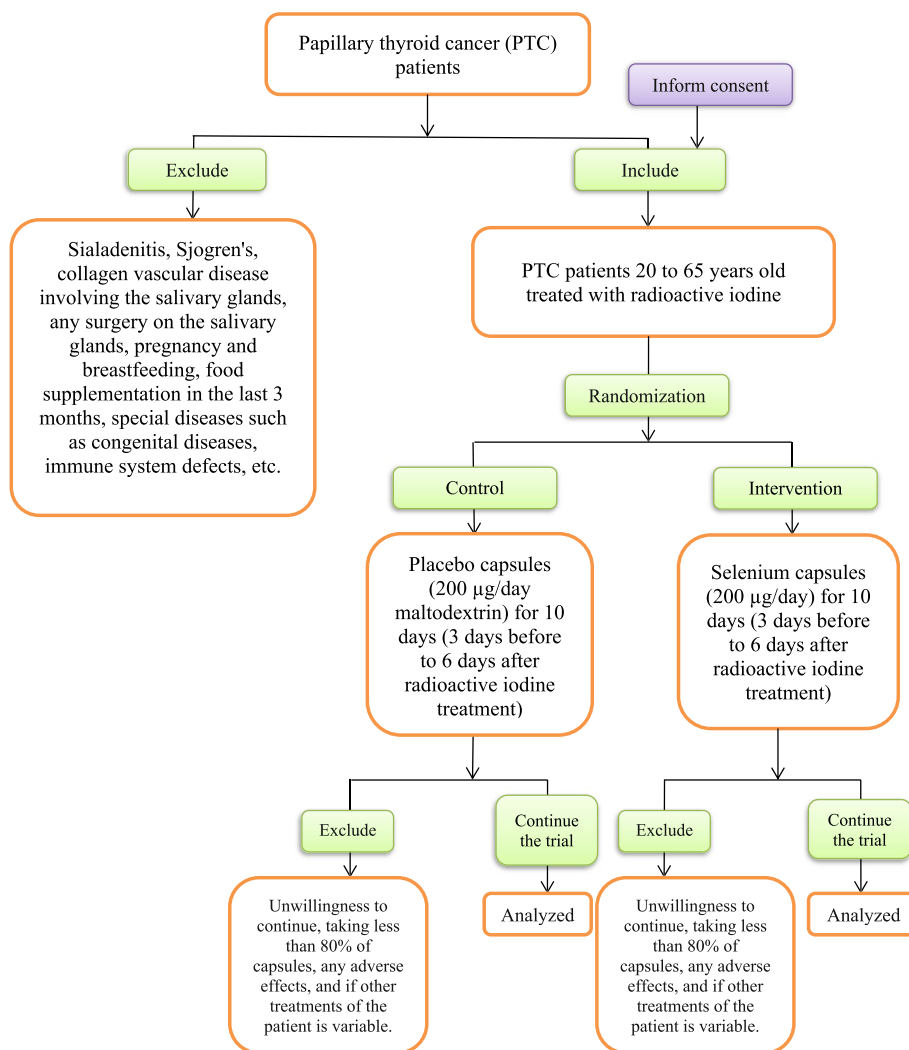 Papillary thyroid cancer (PTC)
patients
Inform consent
Exclude
Include
Sialadenitis, Sjogren's,
collagen vascular disease
involving the salivary glands,
any surgery on the salivary
glands, pregnancy and
breastfeeding, food
supplementation in the last 3
months, special diseases such
as congenital diseases,
immune system defects, etc.
PTC patients 20 to 65 years old
treated with radioactive iodine
Randomization
Control
Intervention
Placebo capsules
(200 µg/day
maltodextrin) for 10
days (3 days before
to 6 days after
radioactive iodine
treatment)
Selenium capsules
(200 µg/day) for 10
days (3 days before
to 6 days after
radioactive iodine
treatment)
Exclude
Continue
the trial
Exclude
Continue
the trial
Unwillingness to
continue, taking less
than 80% of
capsules, any adverse
effects, and if other
treatments of the
patient is variable.
Analyzed
Unwillingness to
continue, taking less
than 80% of
capsules, any adverse
effects, and if other
treatments of the
patient is variable.
Analyzed